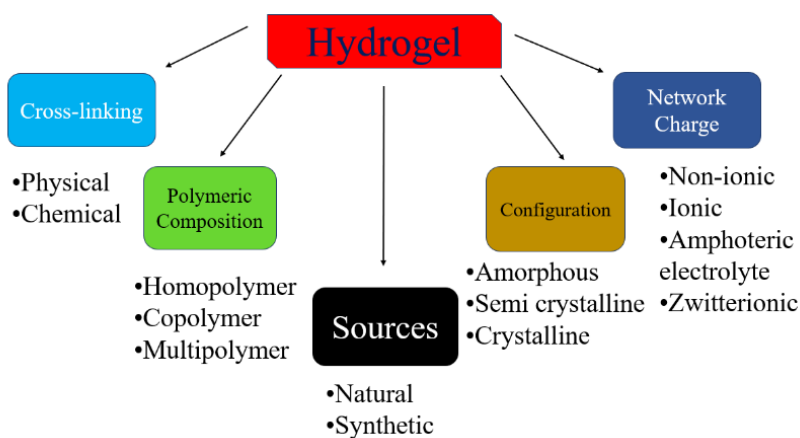 Hydrogel
Cross-linking
•Physical
•Chemical
Polymeric
Composition
•Homopolymer
•Copolymer
•Multipolymer
Sources
•Natural
•Synthetic
Configuration
•Amorphous
•Semi crystalline
•Crystalline
Network
Charge
•Non-ionic
•Ionic
•Amphoteric
electrolyte
•Zwitterionic